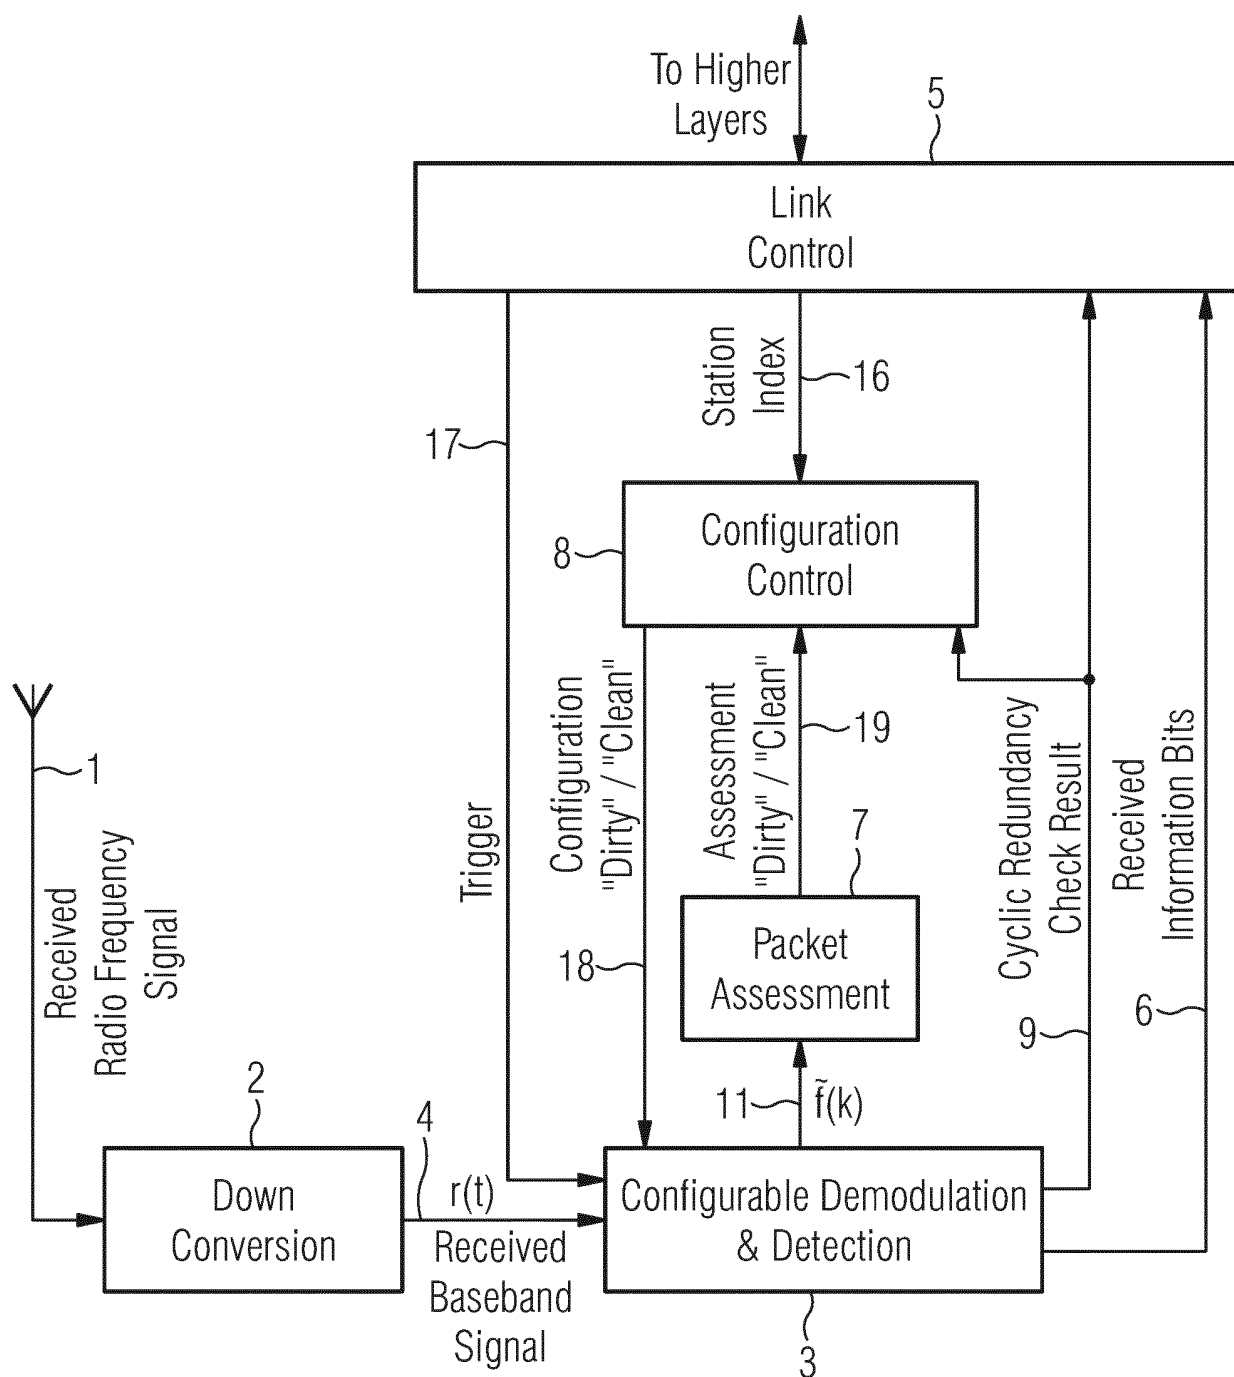 To Higher
Layers
5
Link
Control
Station
Index
16
17
8
Configuration
Control
Configuration
"Dirty" / "Clean"
Assessment
"Dirty" / "Clean"
19
Cyclic Redundancy
Check Result
Received
Information Bits
1
Trigger
7
Received
Radio Frequency
Signal
Packet
Assessment
18
9
6
11
f̃(k)
2
4
Down
Conversion
r(t)
Received
Baseband
Signal
Configurable Demodulation
& Detection
3